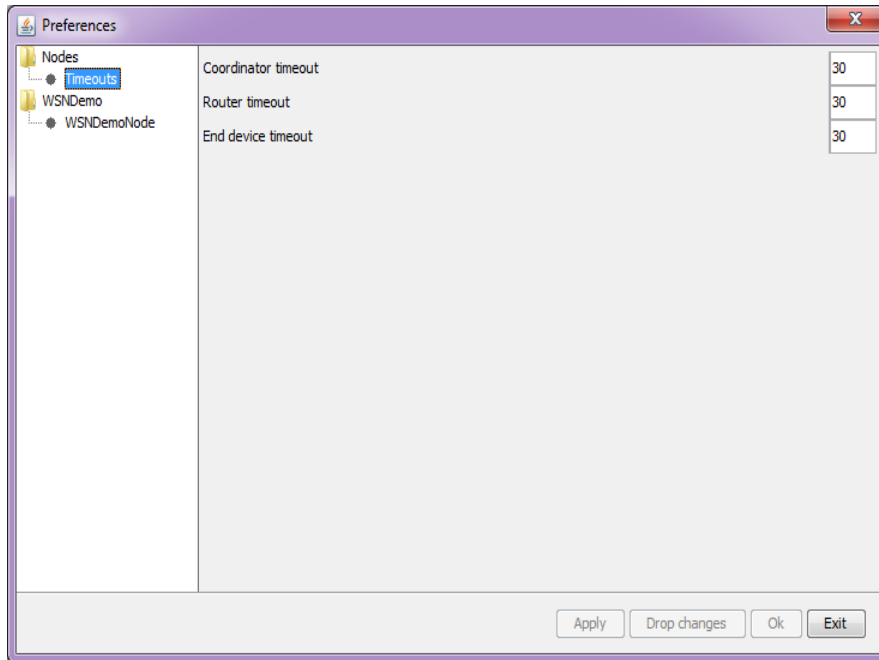 Preferences
Nodes
Timeouts
WSNDemo
WSNDemoNode
Coordinator timeout 30
Router timeout 30
End device timeout 30
Apply Drop changes Ok Exit